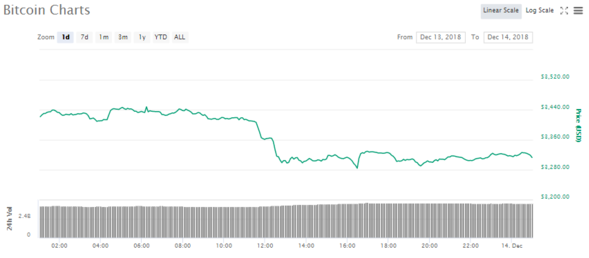 Bitcoin Charts
Linear Scale Log Scale
Zoom 1d 7d 1m 3m 1y YTD ALL
From Dec 13, 2018 To Dec 14, 2018
$3,520.00
$3,440.00
$3,360.00
$3,280.00
$3,200.00
Price (USD)
24h Vol
2.4B
0
02:00 04:00 06:00 08:00 10:00 12:00 14:00 16:00 18:00 20:00 22:00 14. Dec